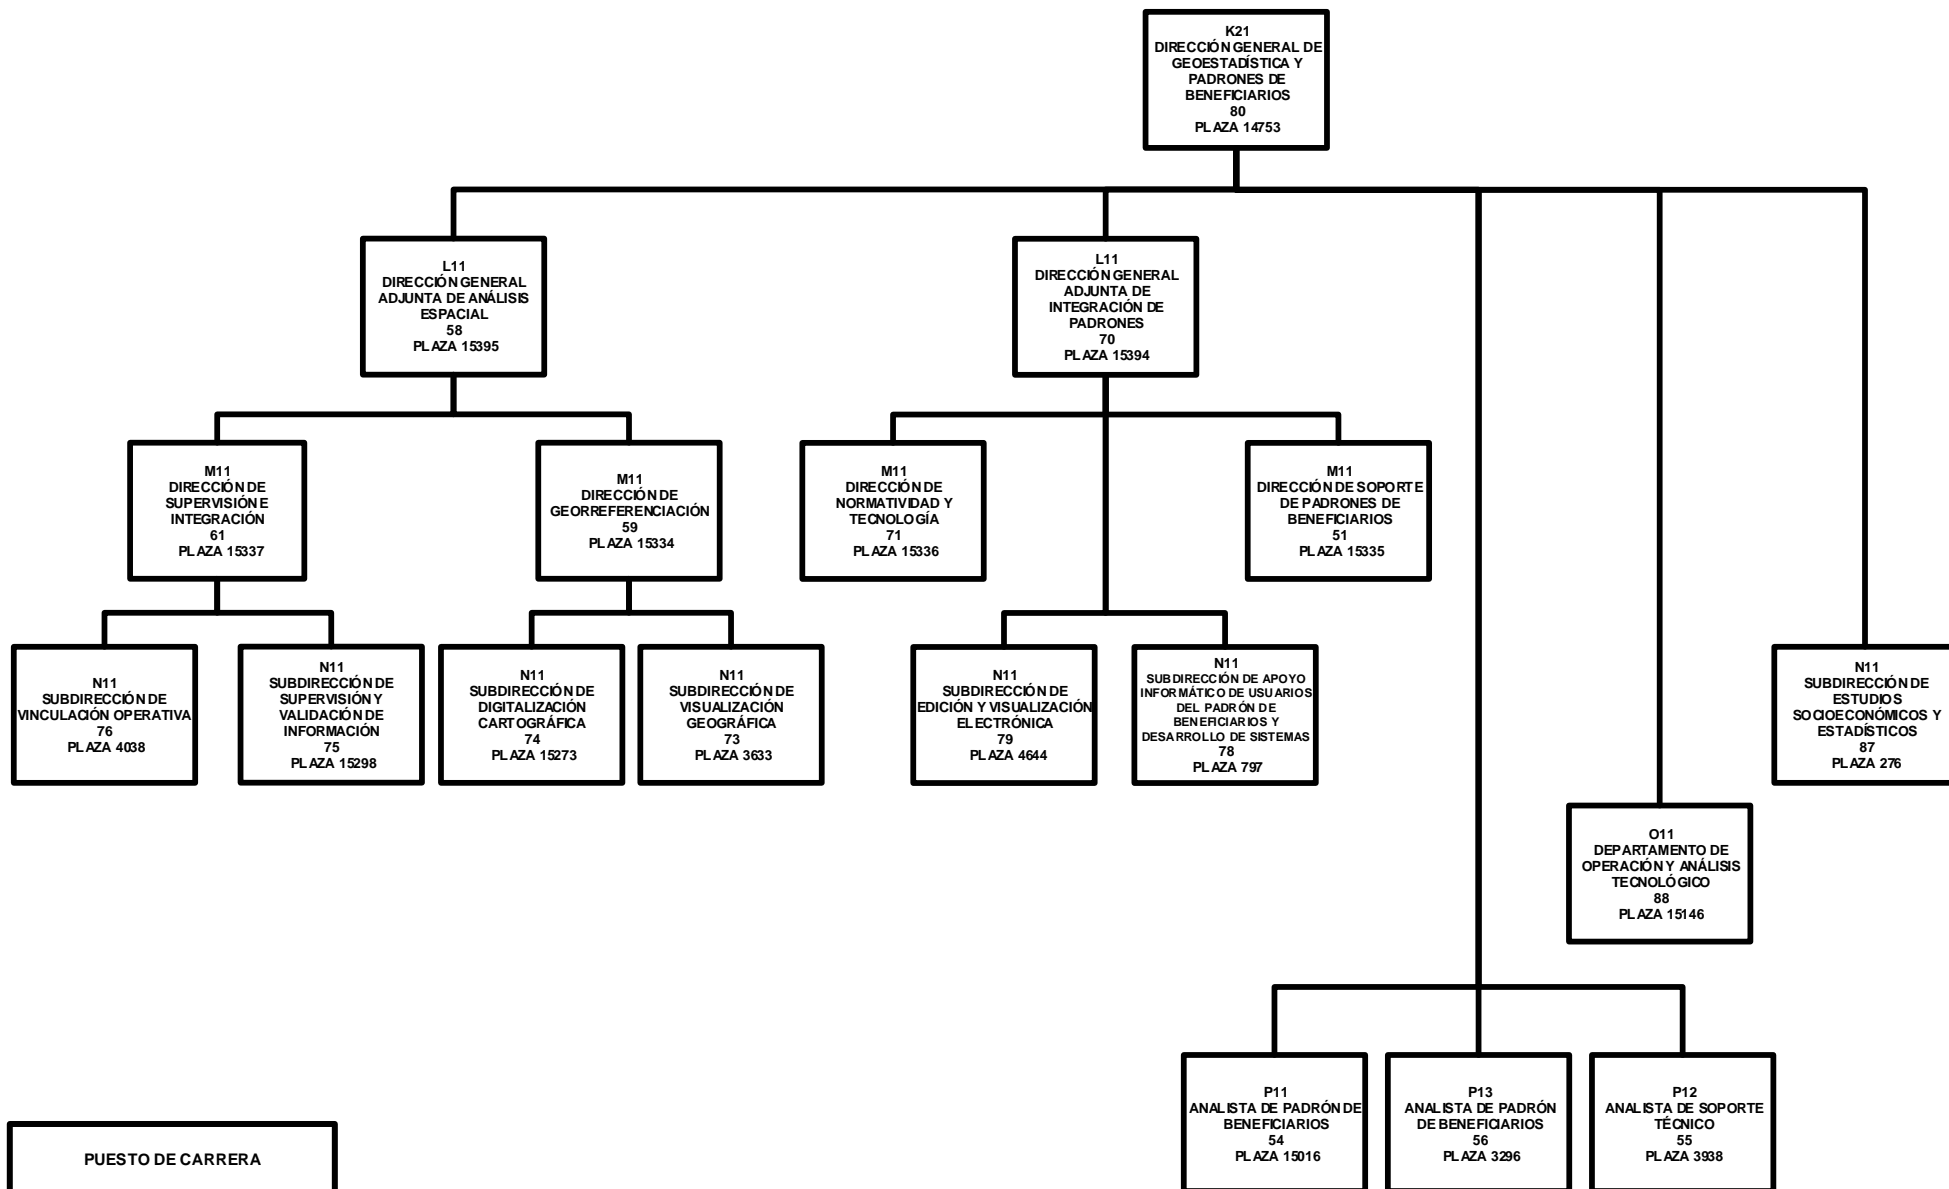 K21
DIRECCIÓN GENERAL DE
GEOESTADÍSTICA Y
PADRONES DE
BENEFICIARIOS
80
PLAZA 14753
L11
DIRECCIÓN GENERAL
ADJUNTA DE ANÁLISIS
ESPACIAL
58
PLAZA 15395
L11
DIRECCIÓN GENERAL
ADJUNTA DE
INTEGRACIÓN DE
PADRONES
70
PLAZA 15394
M11
DIRECCIÓN DE
SUPERVISIÓN E
INTEGRACIÓN
61
PLAZA 15337
M11
DIRECCIÓN DE
GEORREFERENCIACIÓN
59
PLAZA 15334
M11
DIRECCIÓN DE
NORMATIVIDAD Y
TECNOLOGÍA
71
PLAZA 15336
M11
DIRECCIÓN DE SOPORTE
DE PADRONES DE
BENEFICIARIOS
51
PLAZA 15335
N11
SUBDIRECCIÓN DE
VINCULACIÓN OPERATIVA
76
PLAZA 4038
N11
SUBDIRECCIÓN DE
SUPERVISIÓN Y
VALIDACIÓN DE
INFORMACIÓN
75
PLAZA 15298
N11
SUBDIRECCIÓN DE
DIGITALIZACIÓN
CARTOGRÁFICA
74
PLAZA 15273
N11
SUBDIRECCIÓN DE
VISUALIZACIÓN
GEOGRÁFICA
73
PLAZA 3633
N11
SUBDIRECCIÓN DE
EDICIÓN Y VISUALIZACIÓN
ELECTRÓNICA
79
PLAZA 4644
N11
SUBDIRECCIÓN DE APOYO
INFORMÁTICO DE USUARIOS
DEL PADRÓN DE
BENEFICIARIOS Y
DESARROLLO DE SISTEMAS
78
PLAZA 797
N11
SUBDIRECCIÓN DE
ESTUDIOS
SOCIOECONÓMICOS Y
ESTADÍSTICOS
87
PLAZA 276
O11
DEPARTAMENTO DE
OPERACIÓN Y ANÁLISIS
TECNOLÓGICO
88
PLAZA 15146
P11
ANALISTA DE PADRÓN DE
BENEFICIARIOS
54
PLAZA 15016
P13
ANALISTA DE PADRÓN
DE BENEFICIARIOS
56
PLAZA 3296
P12
ANALISTA DE SOPORTE
TÉCNICO
55
PLAZA 3938
PUESTO DE CARRERA